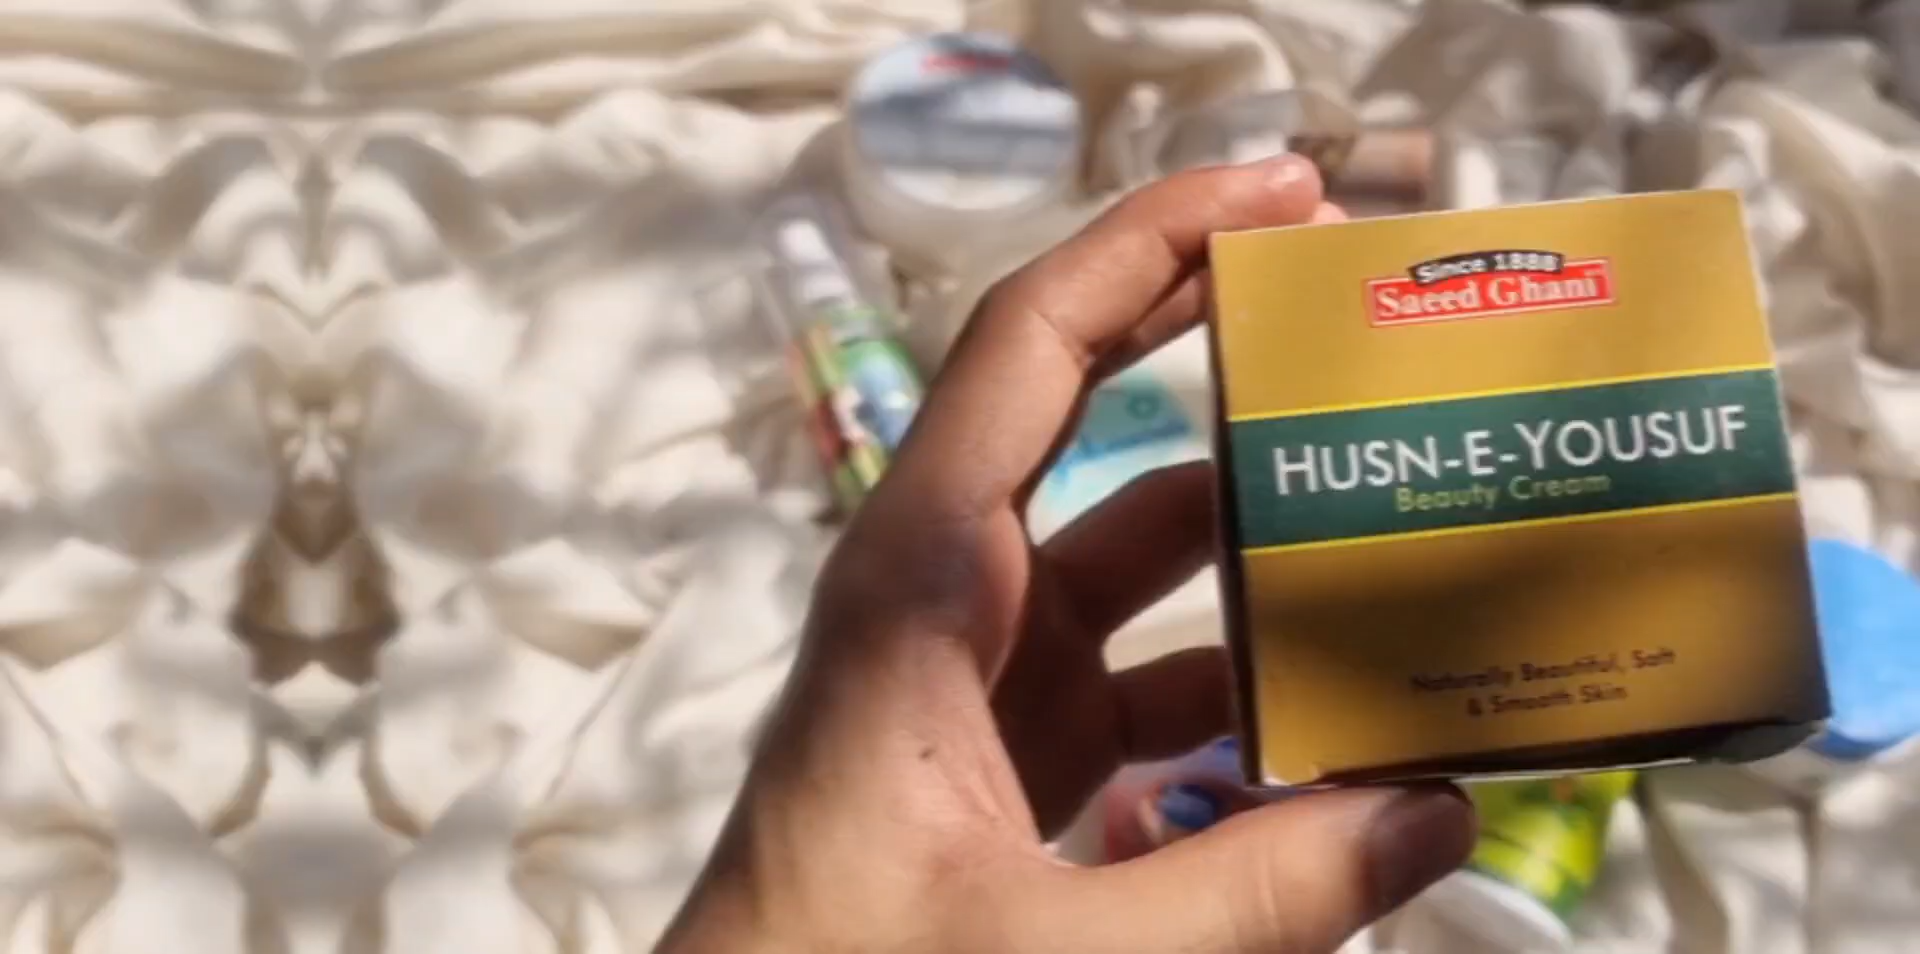 Since 1888
Saeed Ghani
HUSN-E-YOUSUF
Beauty Cream
Naturally Beautiful, Soft
& Smooth Skin